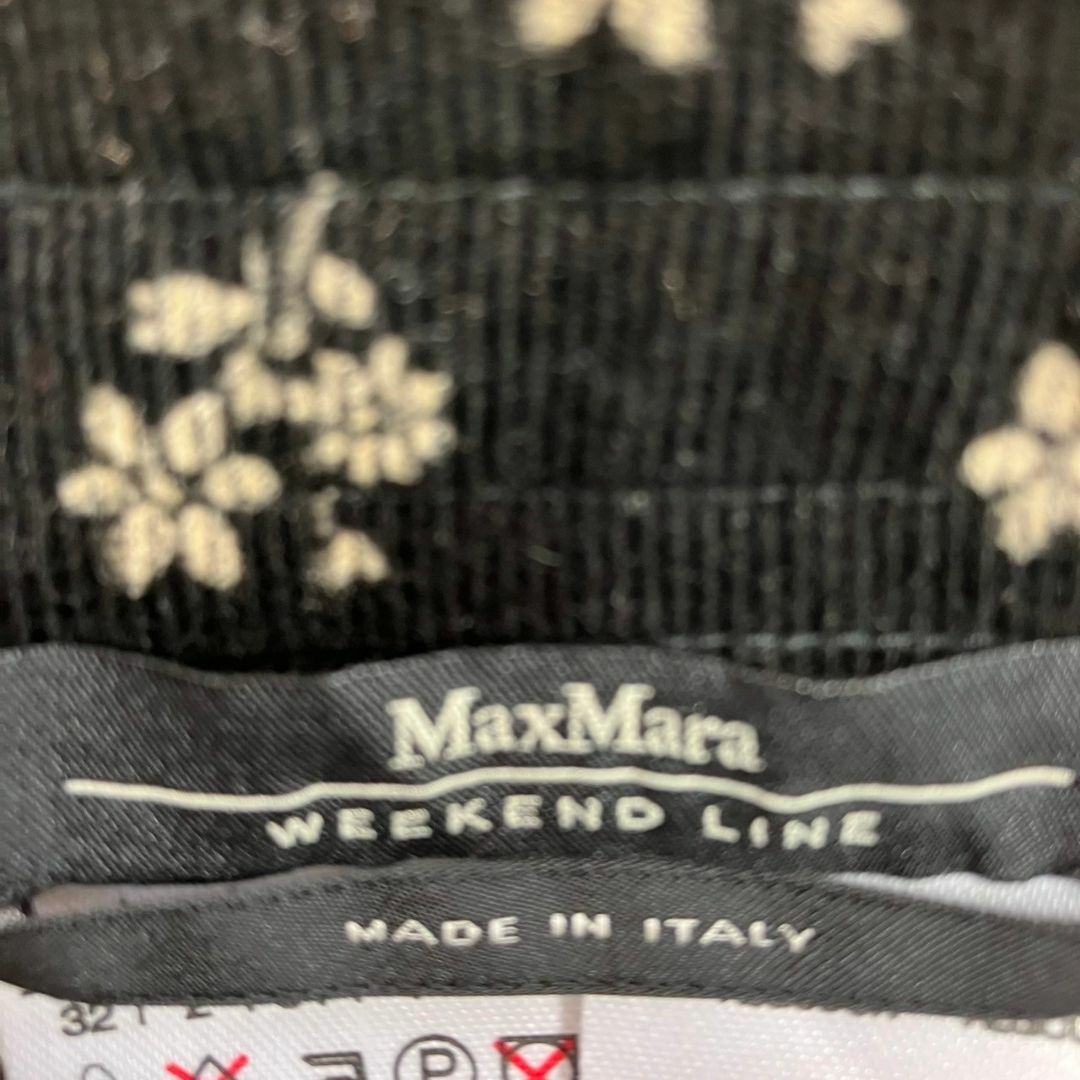 MaxMara
WEEKEND LINE
MADE IN ITALY
P